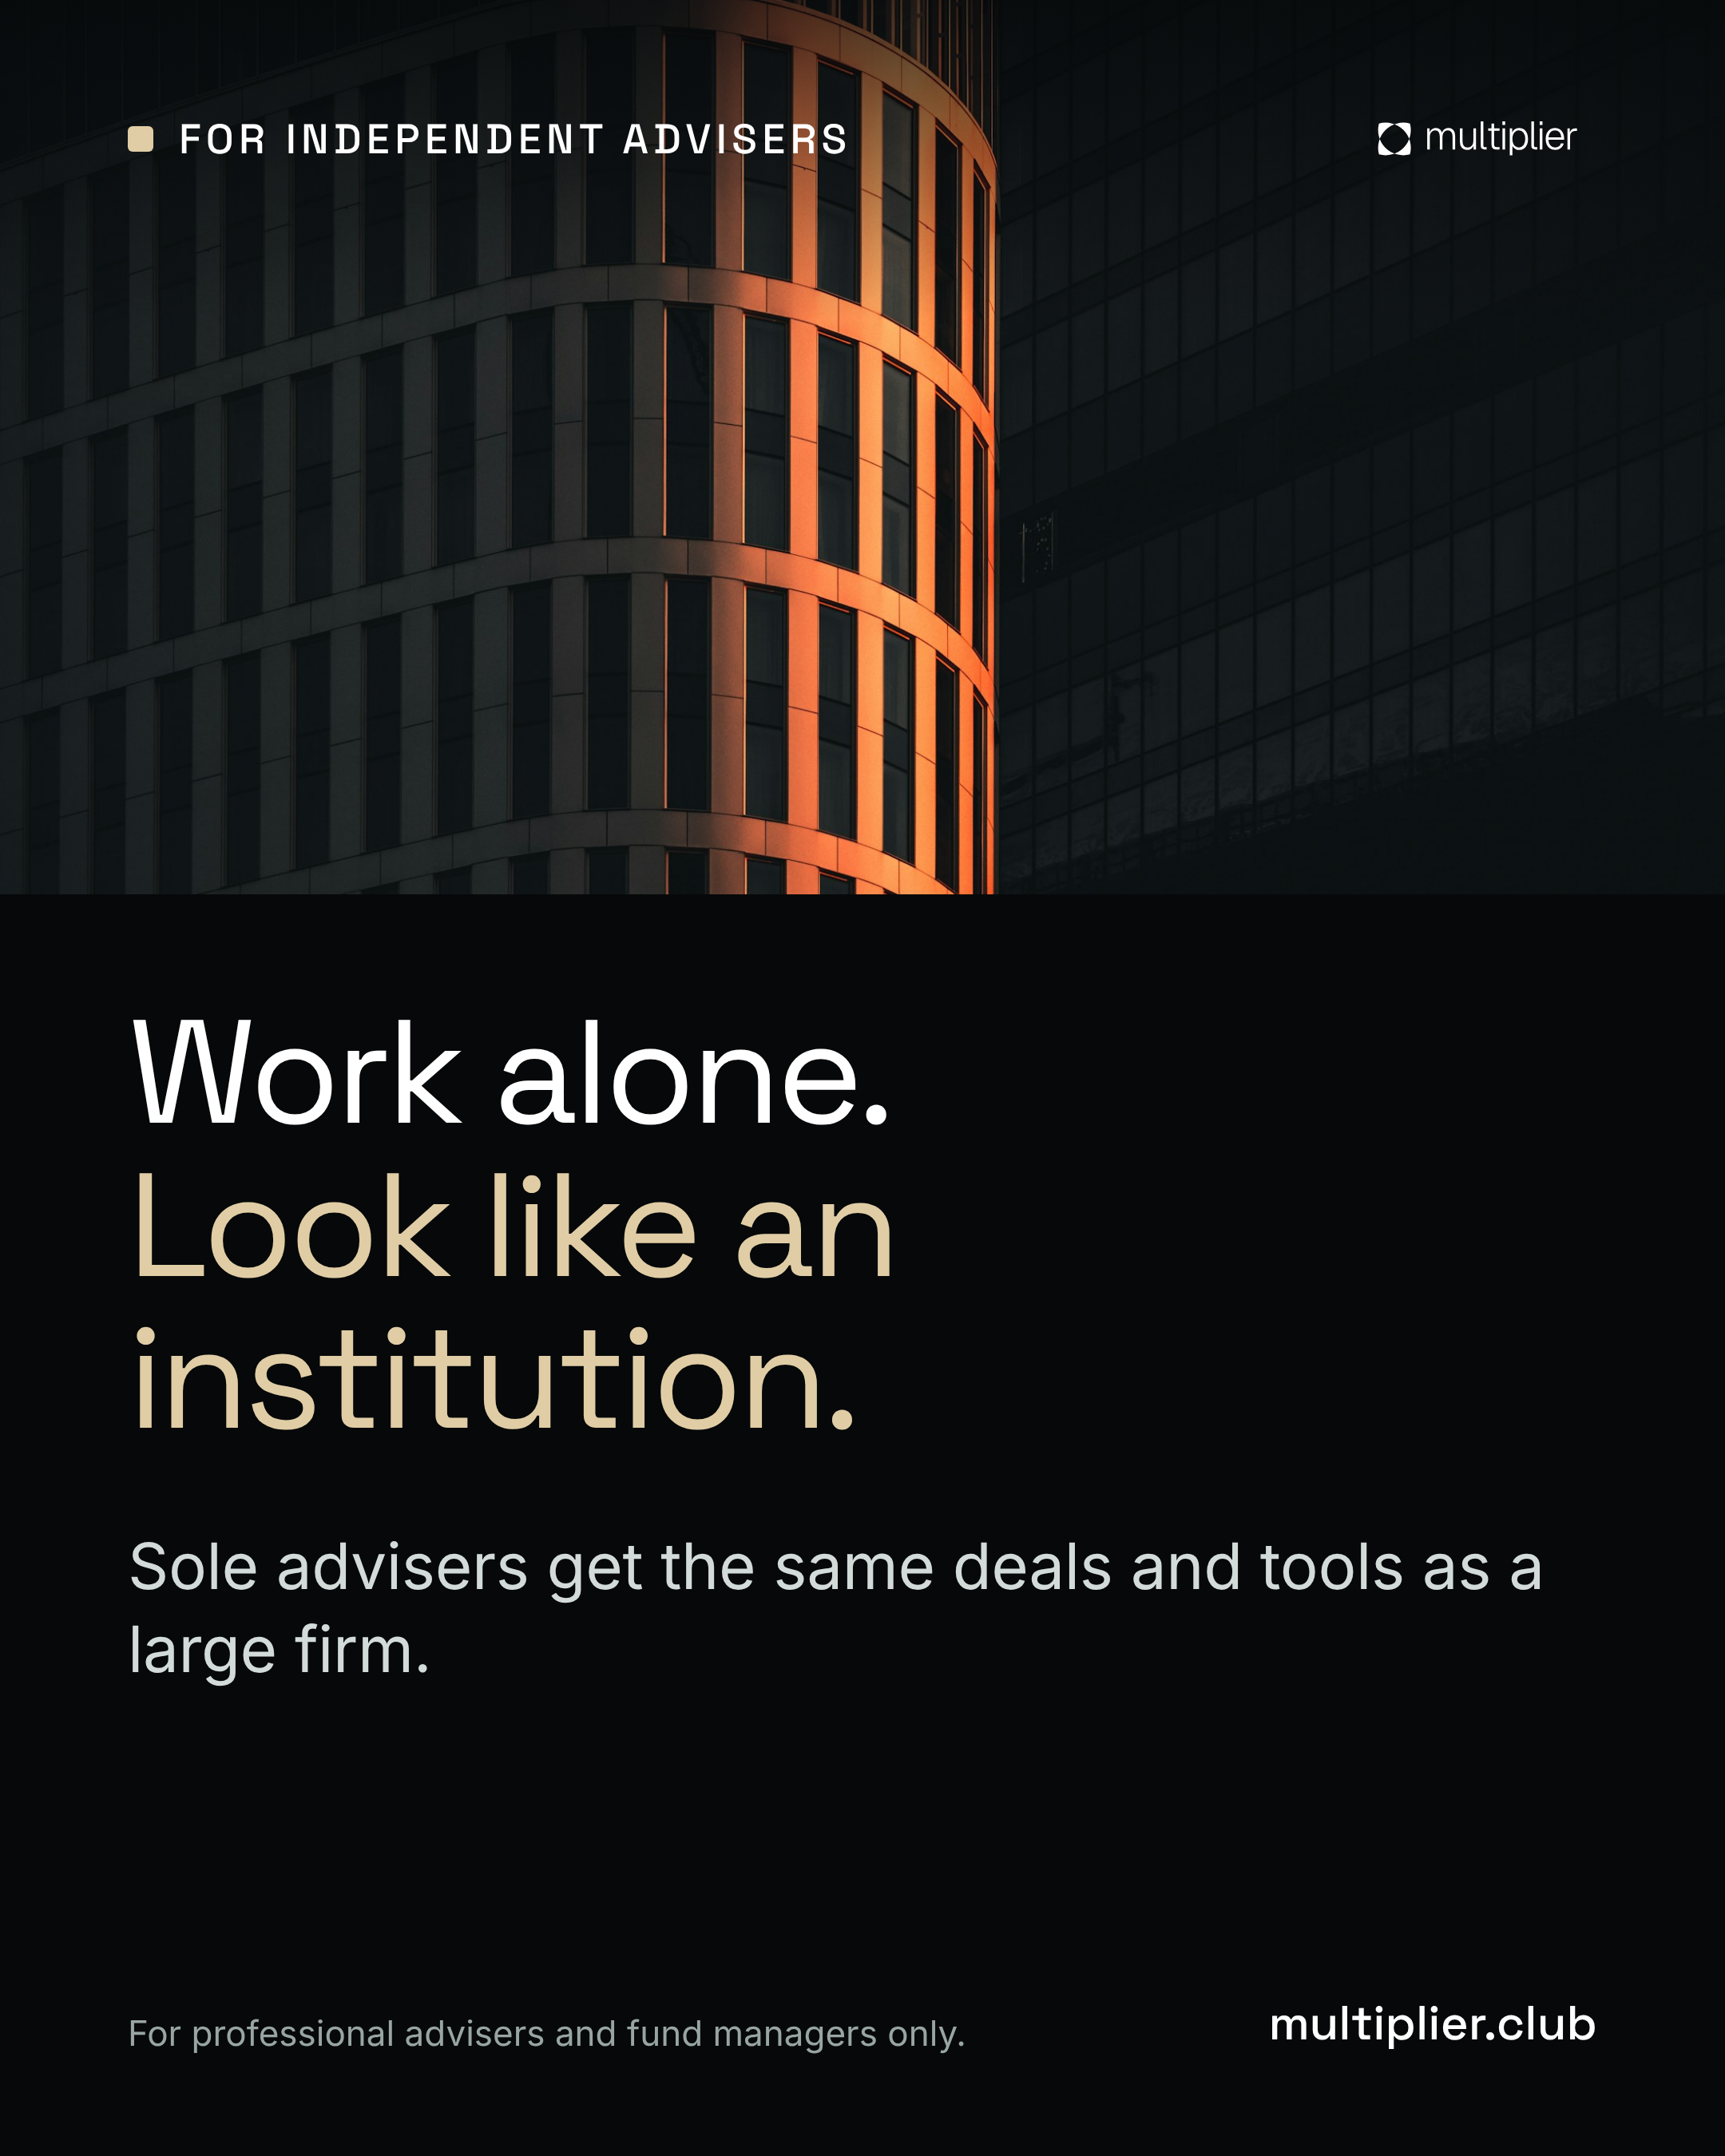 FOR INDEPENDENT ADVISERS
multiplier
Work alone.
Look like an
institution.
Sole advisers get the same deals and tools as a
large firm.
For professional advisers and fund managers only.
multiplier.club